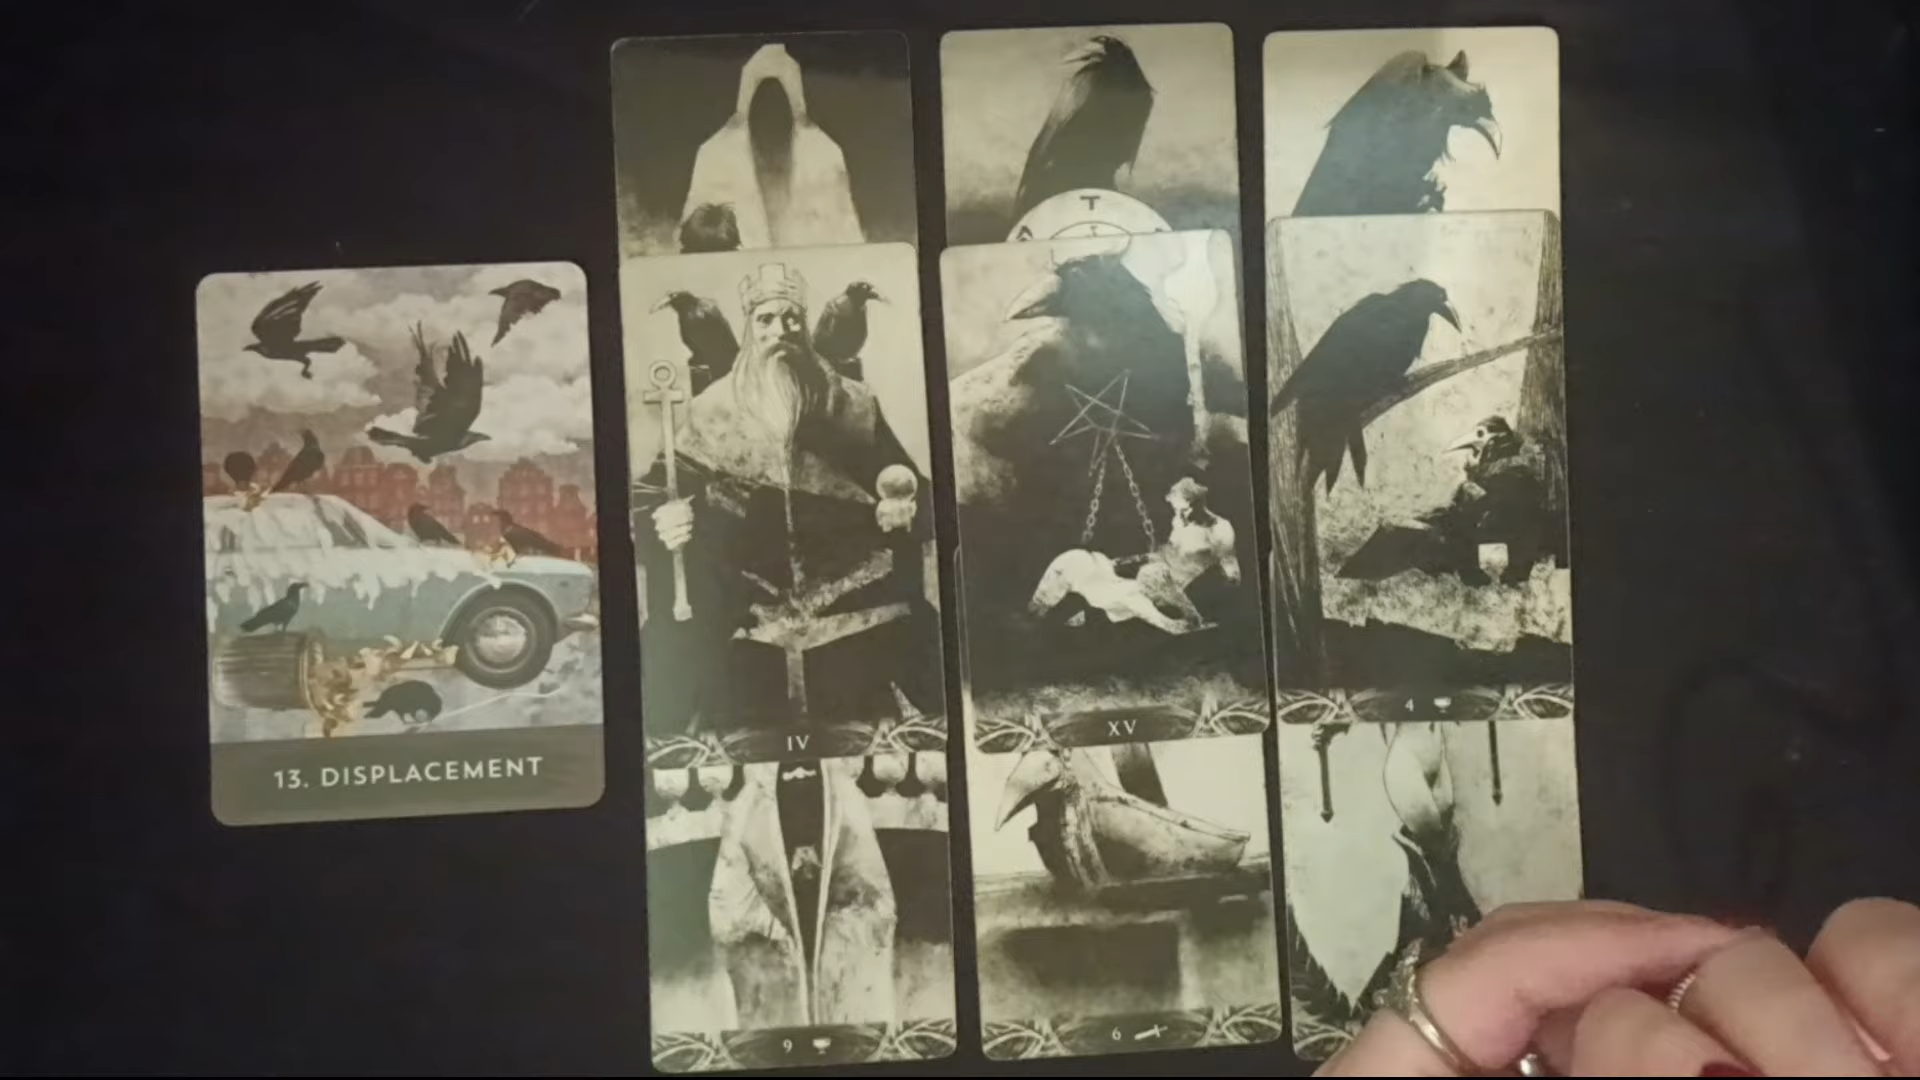 T
A A
13. DISPLACEMENT
IV
XV
4
9
6